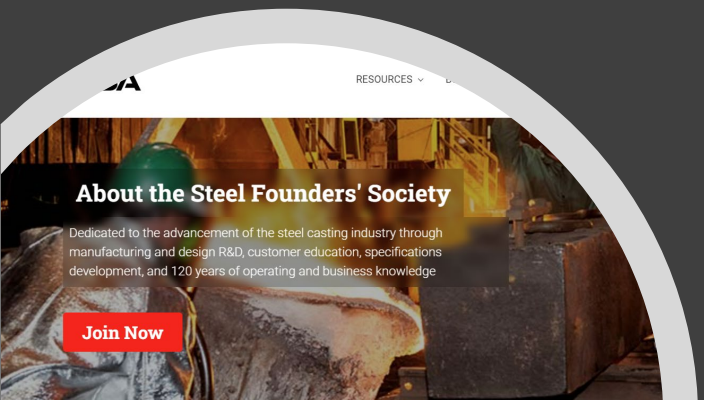 RESOURCES
About the Steel Founders' Society
Dedicated to the advancement of the steel casting industry through
manufacturing and design R&D, customer education, specifications
development, and 120 years of operating and business knowledge
Join Now